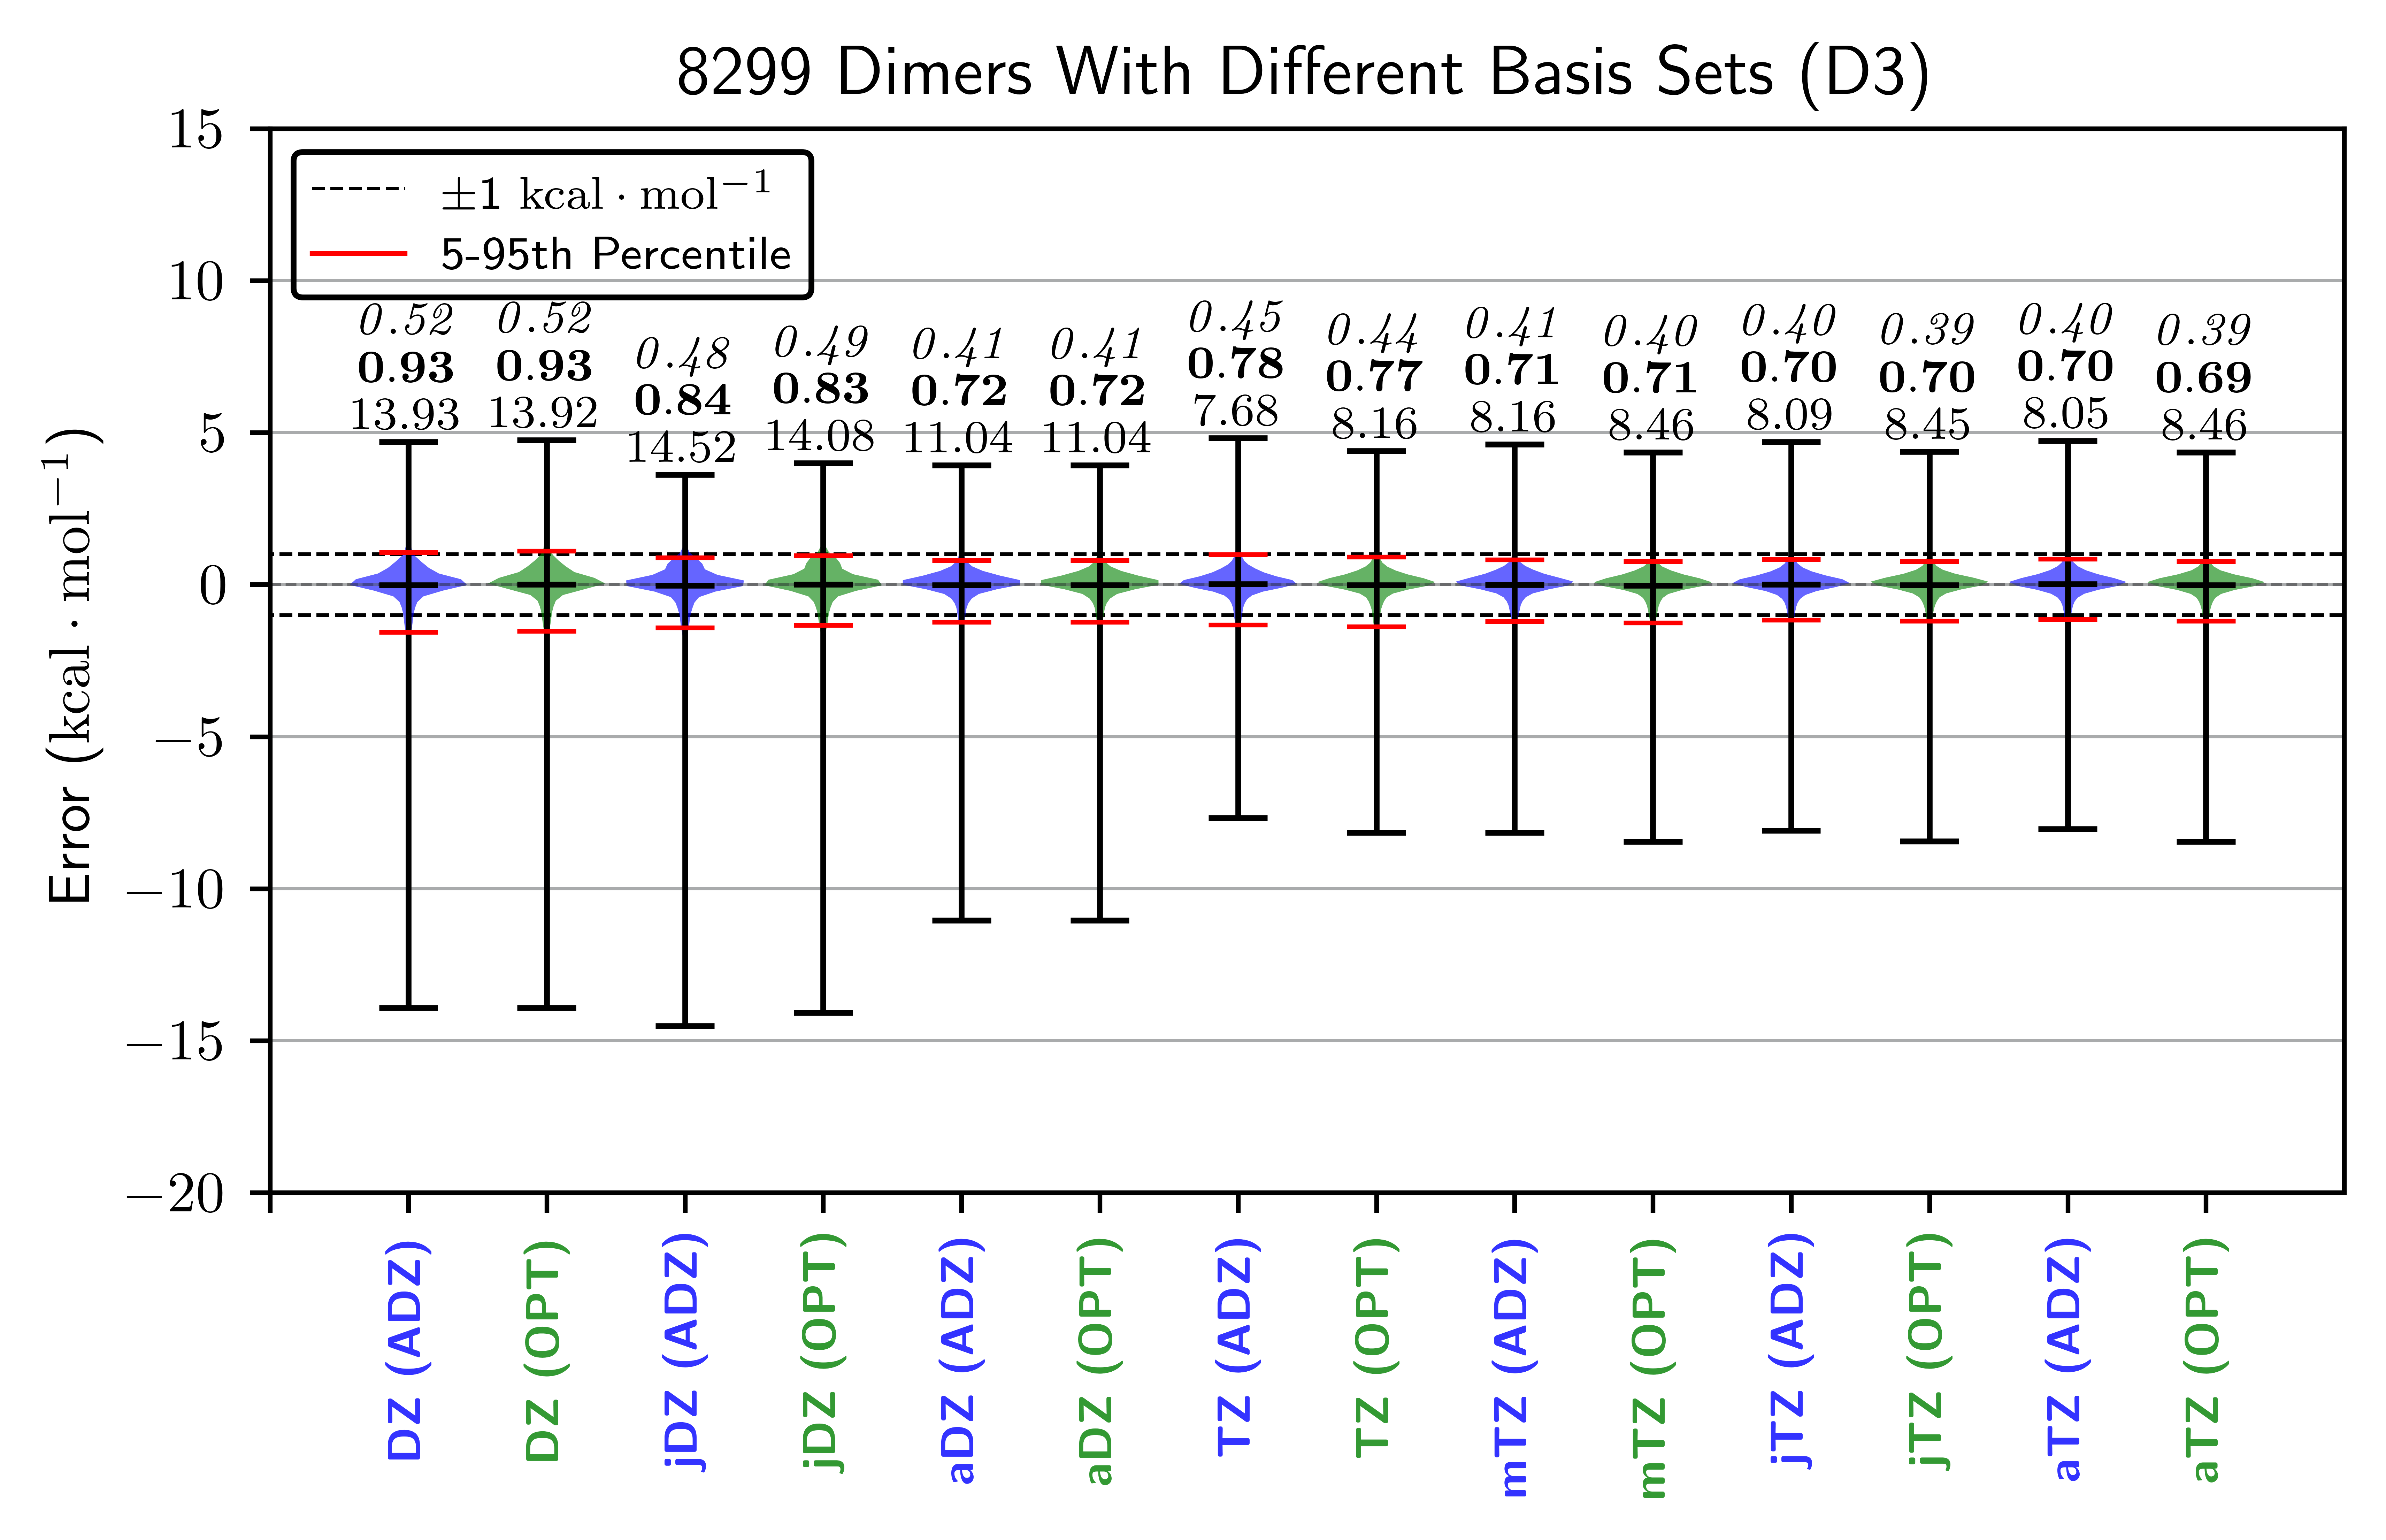 8299 Dimers With Different Basis Sets (D3)
±1 kcal · mol⁻¹
5-95th Percentile
Error (kcal · mol⁻¹)
15
10
5
0
−5
−10
−15
−20
0.52
0.93
13.93
0.52
0.93
13.92
0.48
0.84
14.52
0.49
0.83
14.08
0.41
0.72
11.04
0.41
0.72
11.04
0.45
0.78
7.68
0.44
0.77
8.16
0.41
0.71
8.16
0.40
0.71
8.46
0.40
0.70
8.09
0.39
0.70
8.45
0.40
0.70
8.05
0.39
0.69
8.46
DZ (ADZ)
DZ (OPT)
jDZ (ADZ)
jDZ (OPT)
aDZ (ADZ)
aDZ (OPT)
TZ (ADZ)
TZ (OPT)
mTZ (ADZ)
mTZ (OPT)
jTZ (ADZ)
jTZ (OPT)
aTZ (ADZ)
aTZ (OPT)